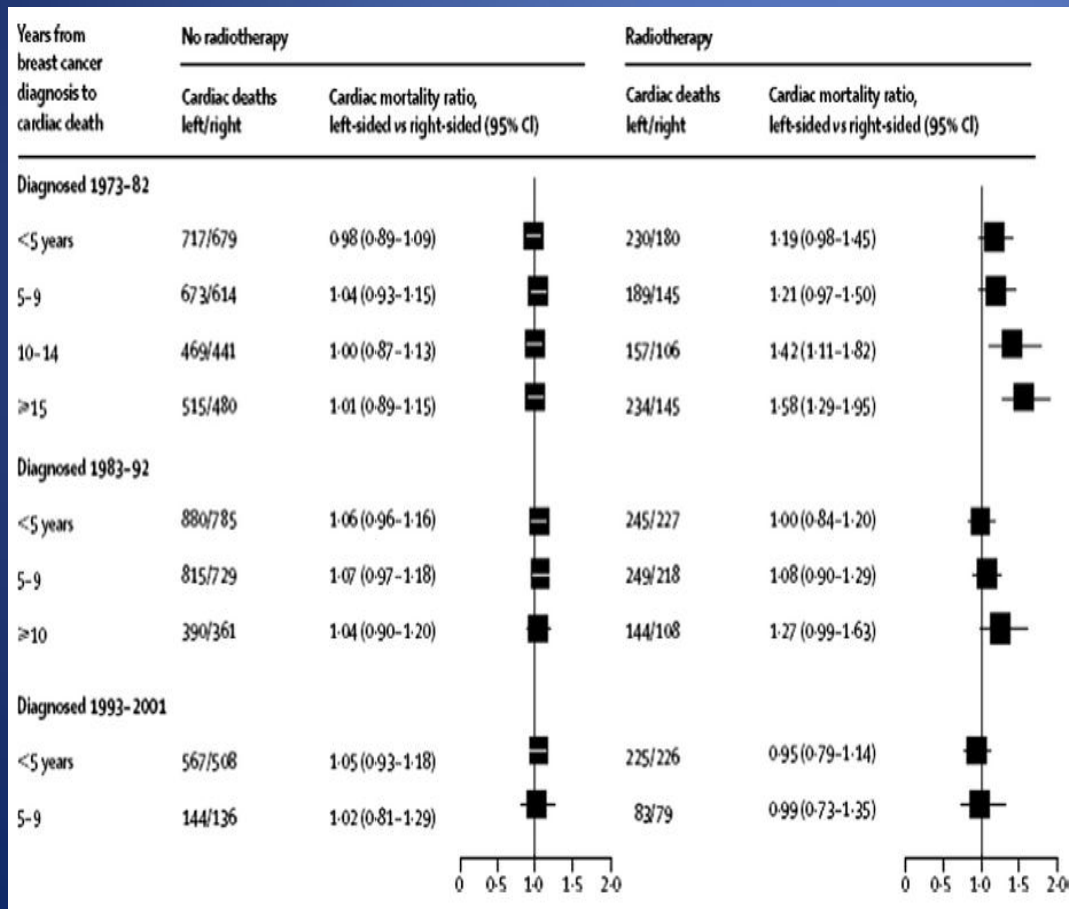 Years from breast cancer diagnosis to cardiac death
No radiotherapy
Radiotherapy
Cardiac deaths left/right
Cardiac mortality ratio, left-sided vs right-sided (95% CI)
Cardiac deaths left/right
Cardiac mortality ratio, left-sided vs right-sided (95% CI)
Diagnosed 1973–82
<5 years 717/679 0·98 (0·89–1·09) 230/180 1·19 (0·98–1·45)
5–9 673/614 1·04 (0·93–1·15) 189/145 1·21 (0·97–1·50)
10–14 469/441 1·00 (0·87–1·13) 157/106 1·42 (1·11–1·82)
≥15 515/480 1·01 (0·89–1·15) 234/145 1·58 (1·29–1·95)
Diagnosed 1983–92
<5 years 880/785 1·06 (0·96–1·16) 245/227 1·00 (0·84–1·20)
5–9 815/729 1·07 (0·97–1·18) 249/218 1·08 (0·90–1·29)
≥10 390/361 1·04 (0·90–1·20) 144/108 1·27 (0·99–1·63)
Diagnosed 1993–2001
<5 years 567/508 1·05 (0·93–1·18) 225/226 0·95 (0·79–1·14)
5–9 144/136 1·02 (0·81–1·29) 83/79 0·99 (0·73–1·35)
0 0·5 1·0 1·5 2·0 0 0·5 1·0 1·5 2·0